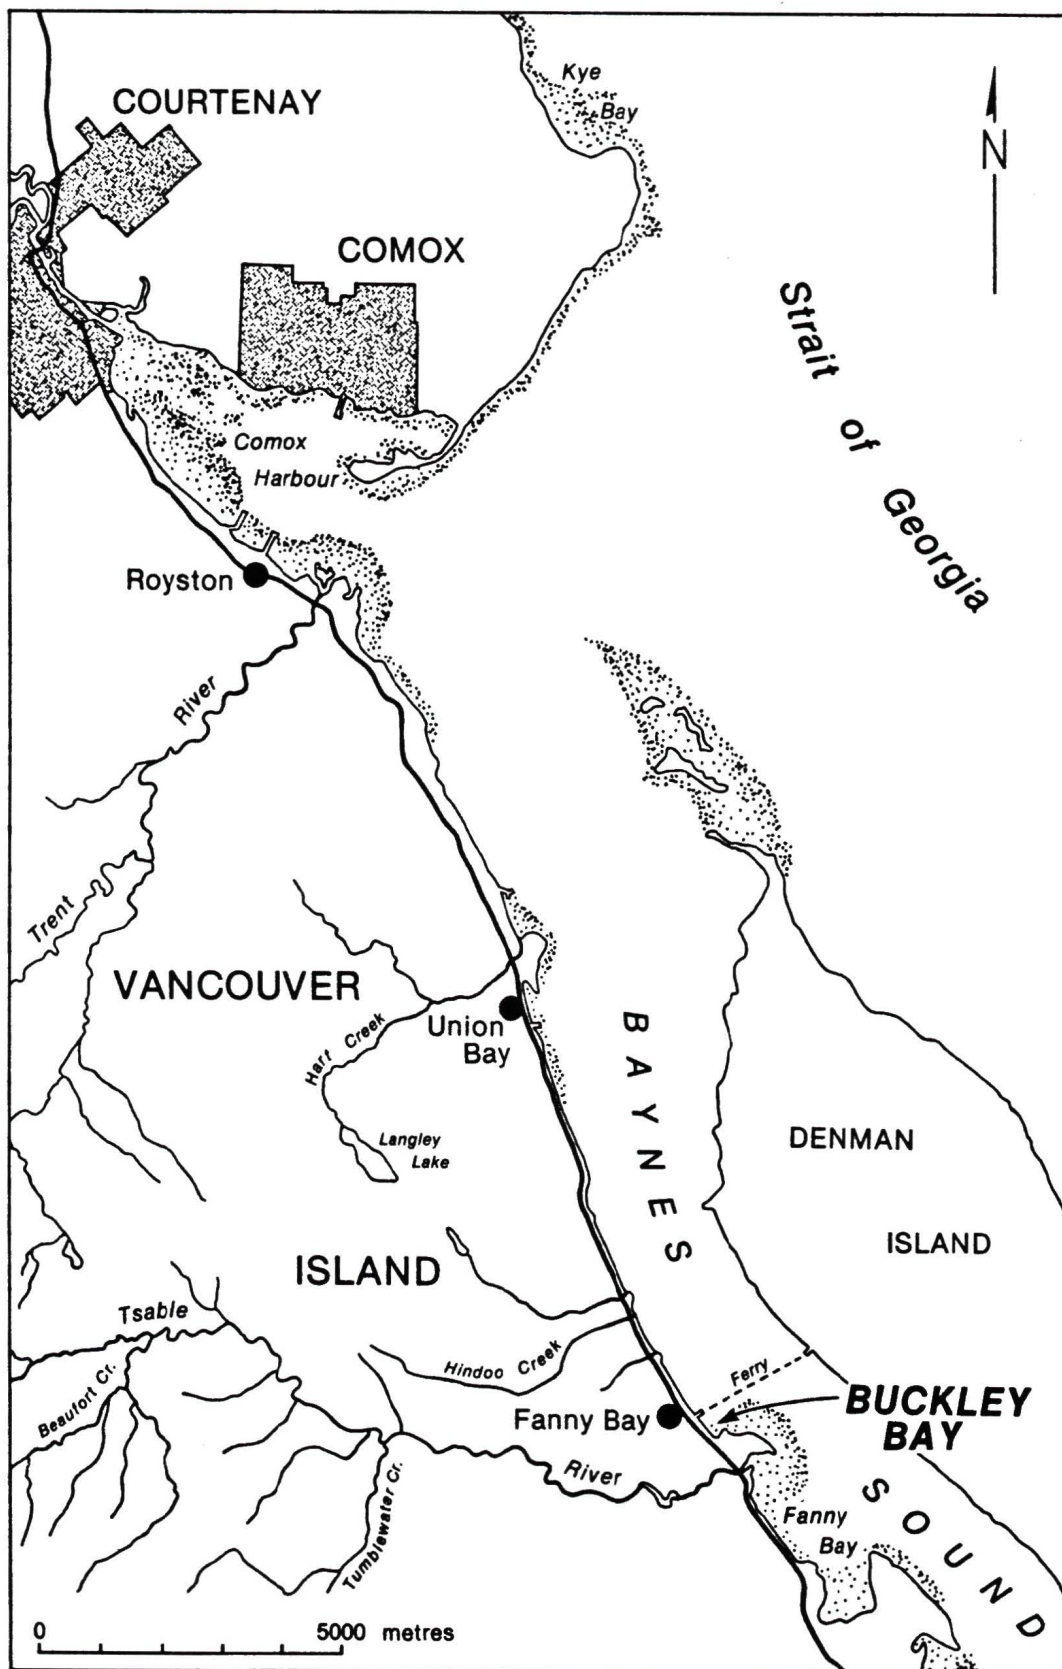 Kye
Bay
COURTENAY
N
COMOX
Strait of Georgia
Comox
Harbour
Royston
River
Trent
VANCOUVER
Hart Creek
Union
Bay
BAYNES
Langley
Lake
DENMAN
ISLAND
ISLAND
Tsable
Beaufort Cr.
Hindoo Creek
Ferry
BUCKLEY
BAY
Fanny Bay
River
Tumblewater Cr.
Fanny
Bay
SOUND
0 5000 metres